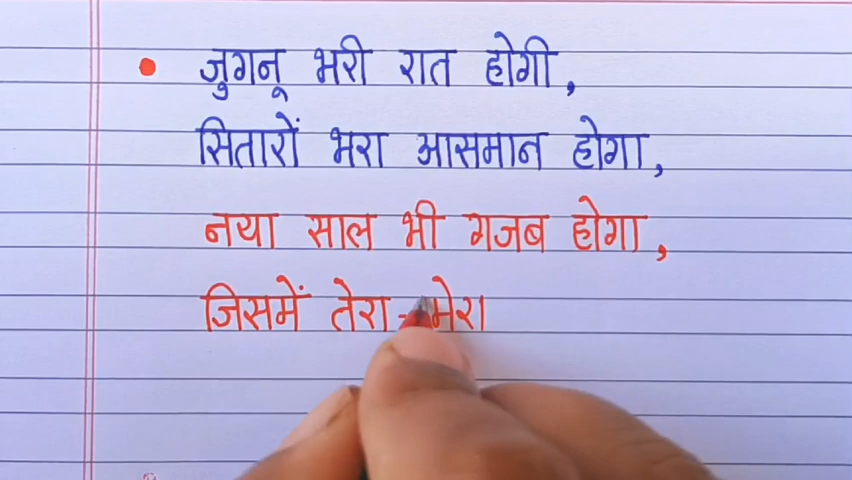 जुगनू भरी रात होगी,
सितारों भरा आसमान होगा,
नया साल भी गजब होगा,
जिसमें तेरा-मेरा